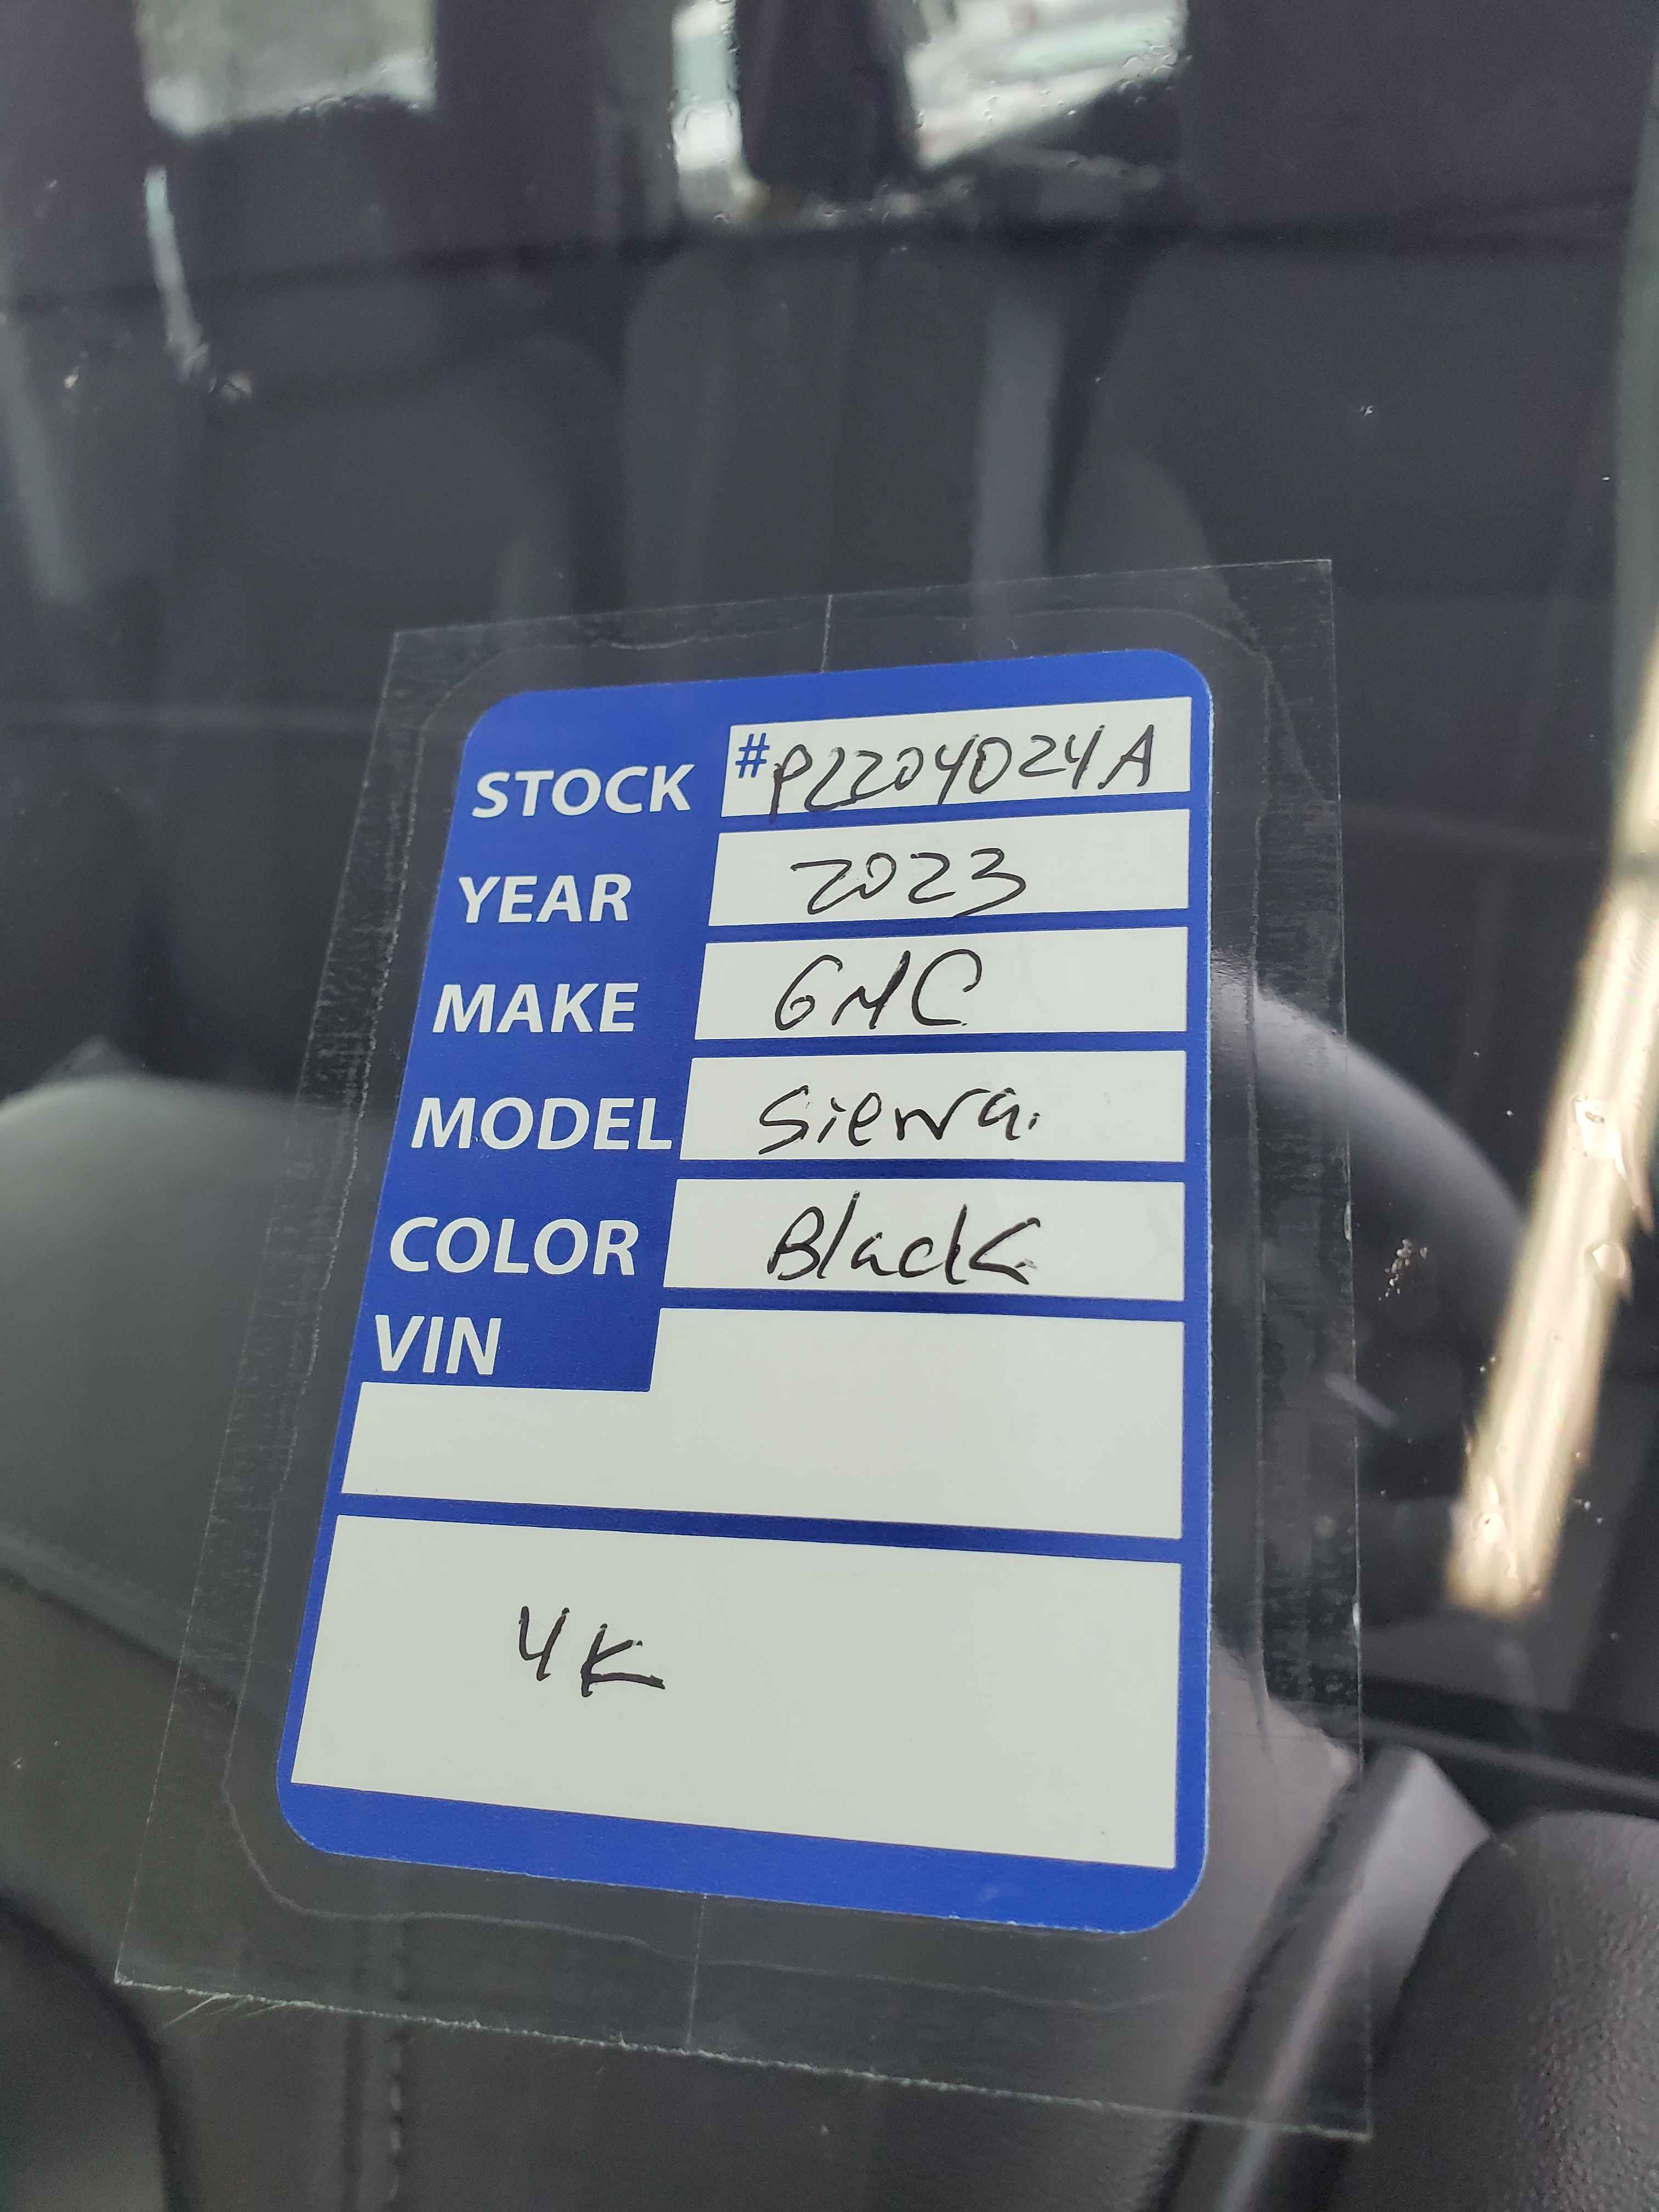 STOCK #P2204024A
YEAR 2023
MAKE GMC
MODEL Sierra.
COLOR Black
VIN
4K